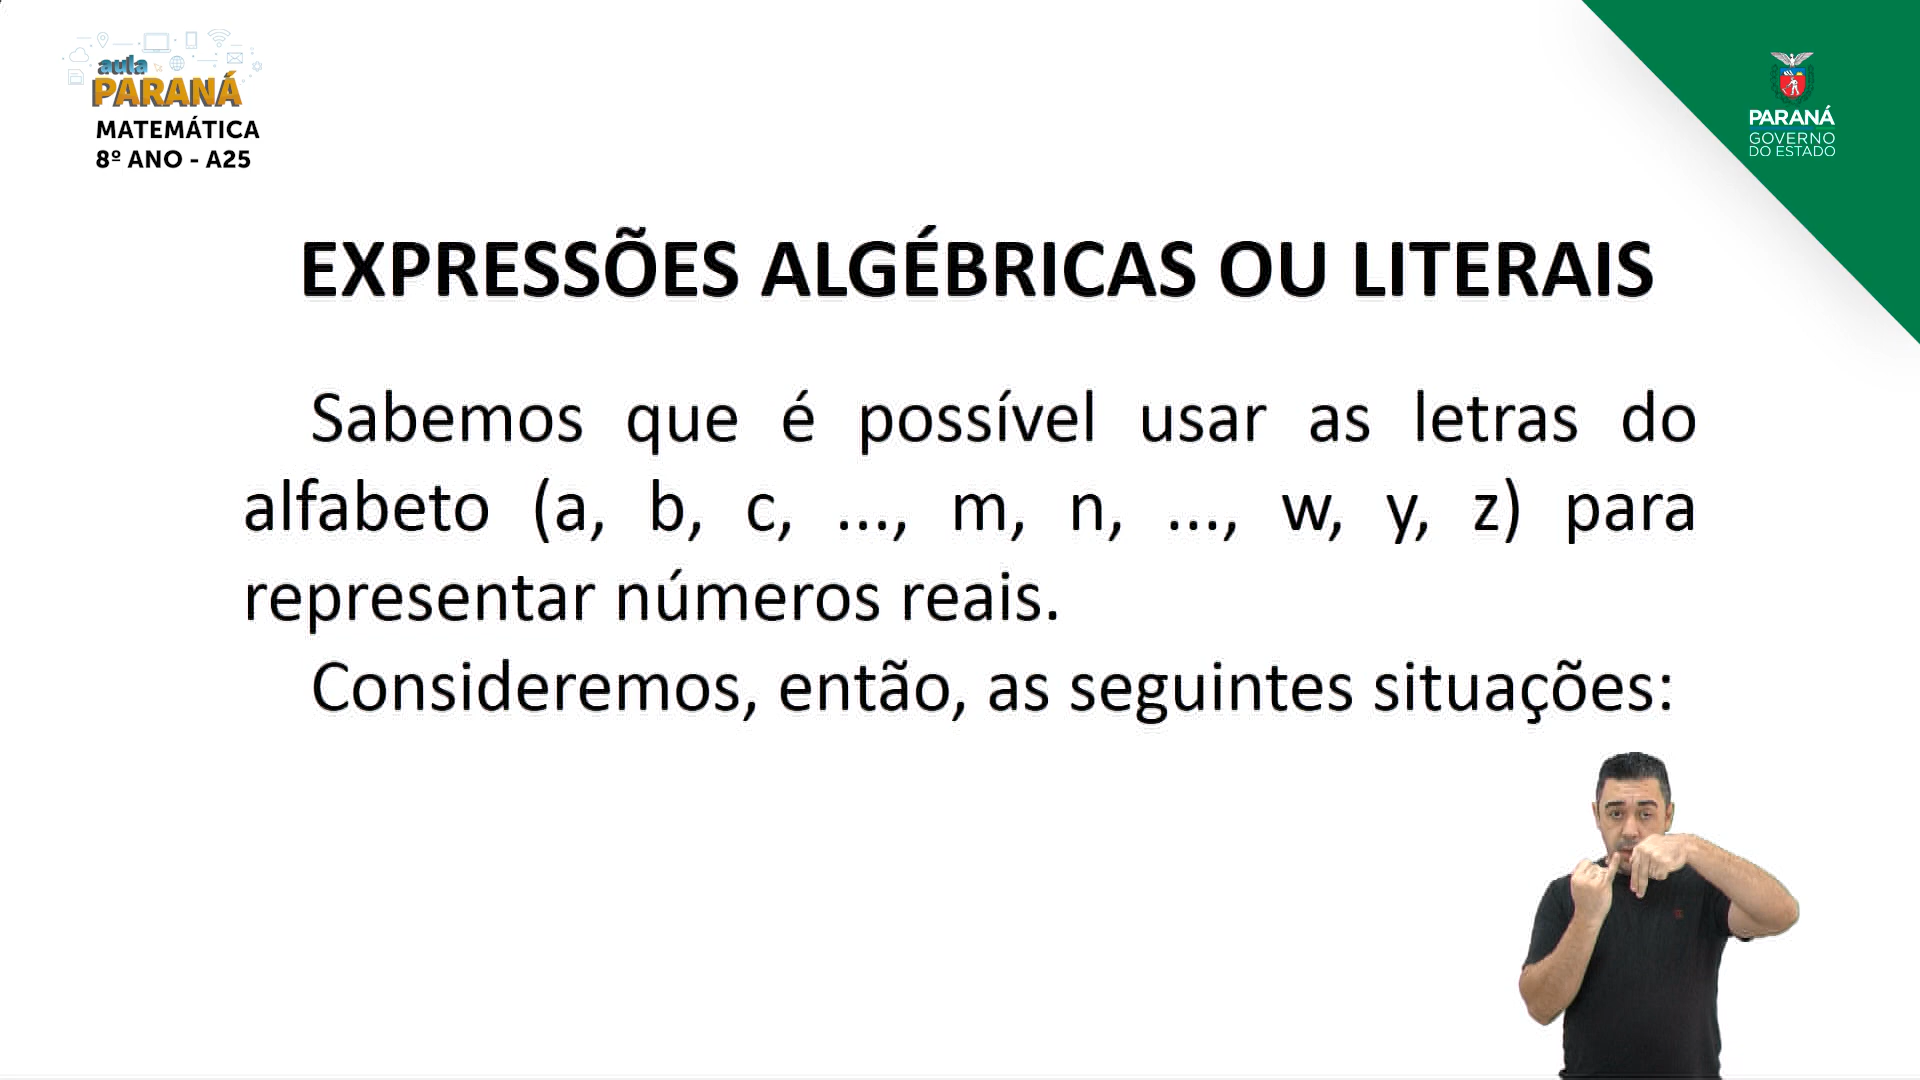 aula
PARANÁ
MATEMÁTICA
8º ANO - A25
PARANÁ
GOVERNO
DO ESTADO
EXPRESSÕES ALGÉBRICAS OU LITERAIS
Sabemos que é possível usar as letras do
alfabeto (a, b, c, ..., m, n, ..., w, y, z) para
representar números reais.
Consideremos, então, as seguintes situações: